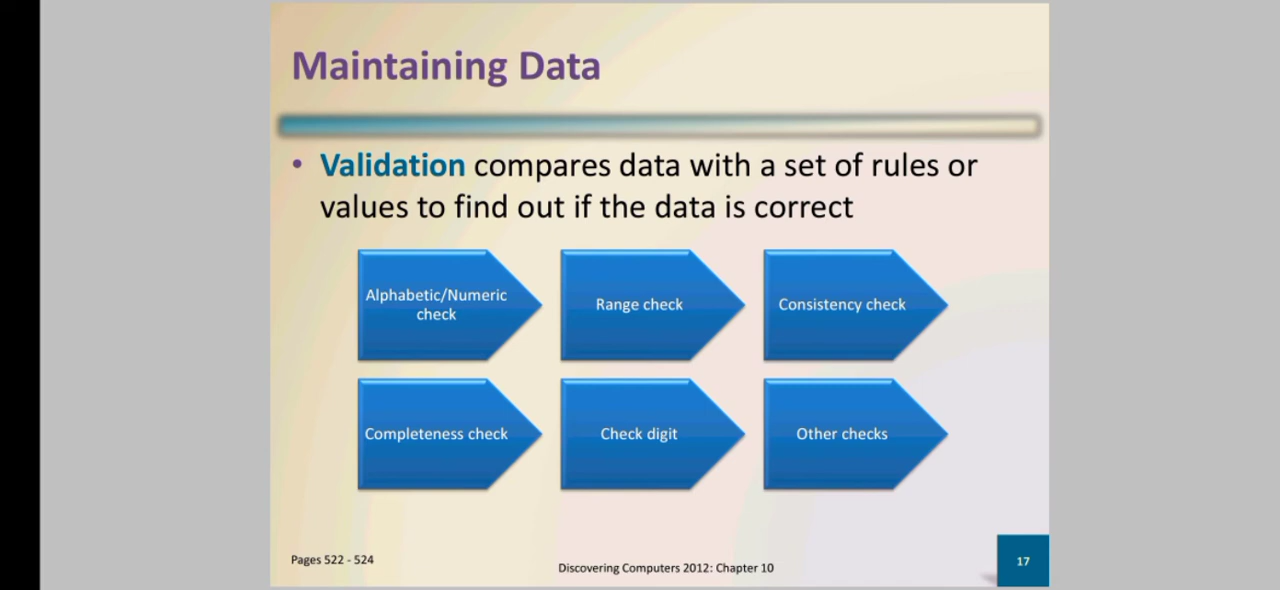 Maintaining Data
• Validation compares data with a set of rules or
values to find out if the data is correct
Alphabetic/Numeric
check
Range check
Consistency check
Completeness check
Check digit
Other checks
Pages 522 - 524
Discovering Computers 2012: Chapter 10
17